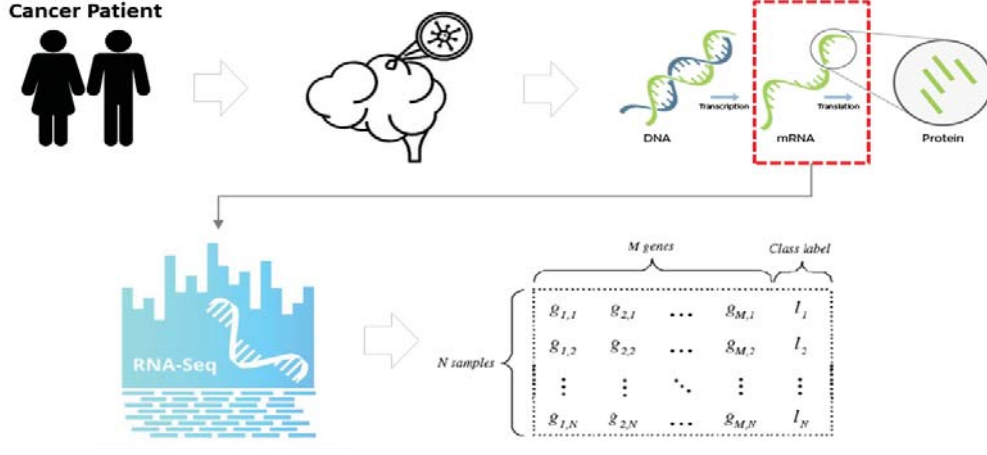 Cancer Patient
Transcription
Translation
DNA
mRNA
Protein
M genes
Class label
N samples
g1,1 g2,1 ... gM,1 l1
g1,2 g2,2 ... gM,2 l2
⋮ ⋮ ⋱ ⋮ ⋮
g1,N g2,N ... gM,N lN
RNA-Seq